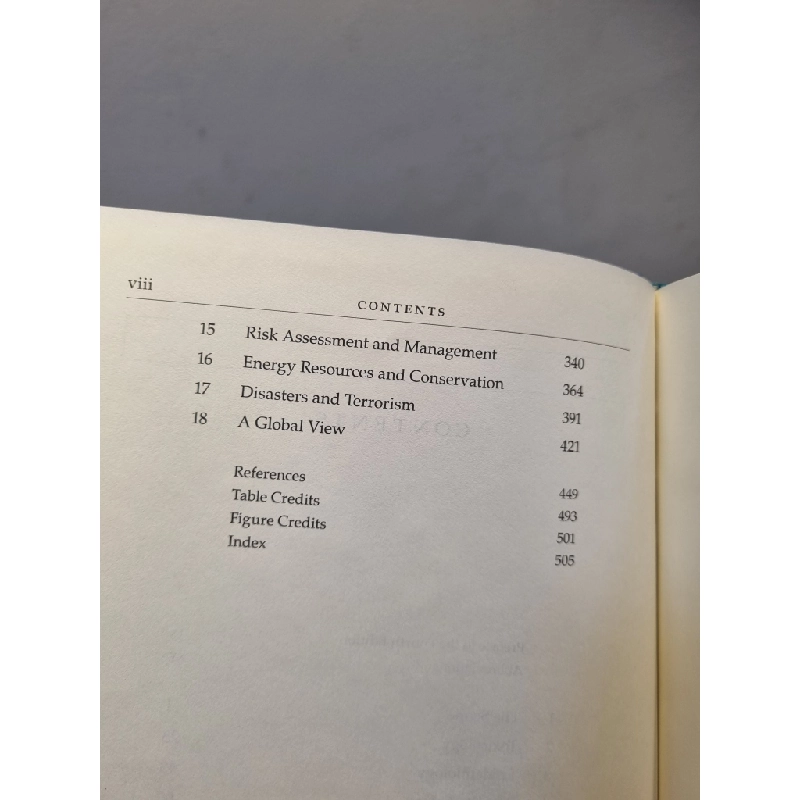 viii
CONTENTS
15 Risk Assessment and Management 340
16 Energy Resources and Conservation 364
17 Disasters and Terrorism 391
18 A Global View 421
References 449
Table Credits 493
Figure Credits 501
Index 505